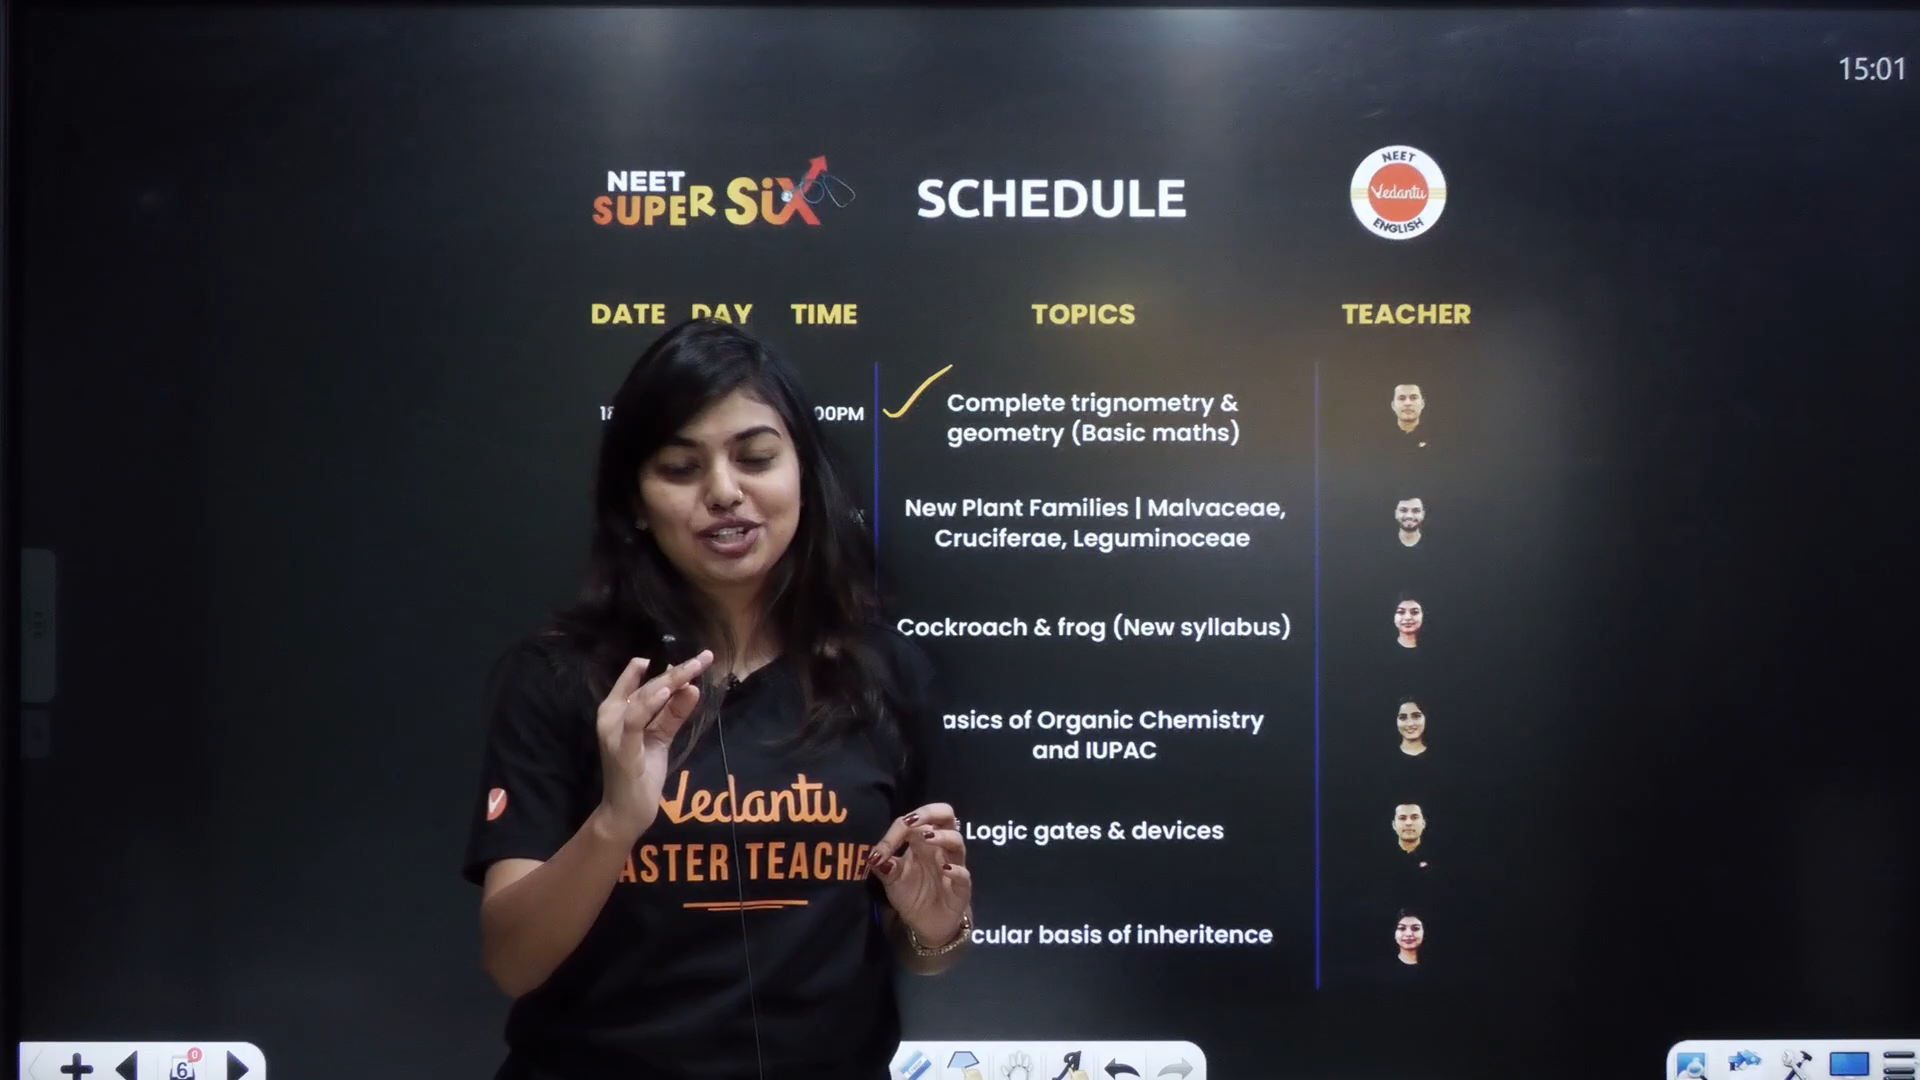 15:01
NEET
SUPER SiX
SCHEDULE
NEET
Vedantu
ENGLISH
DATE DAY TIME TOPICS TEACHER
00PM
Complete trignometry &
geometry (Basic maths)
New Plant Families | Malvaceae,
Cruciferae, Leguminoceae
Cockroach & frog (New syllabus)
asics of Organic Chemistry
and IUPAC
Logic gates & devices
cular basis of inheritence
Vedantu
ASTER TEACHE
6
0